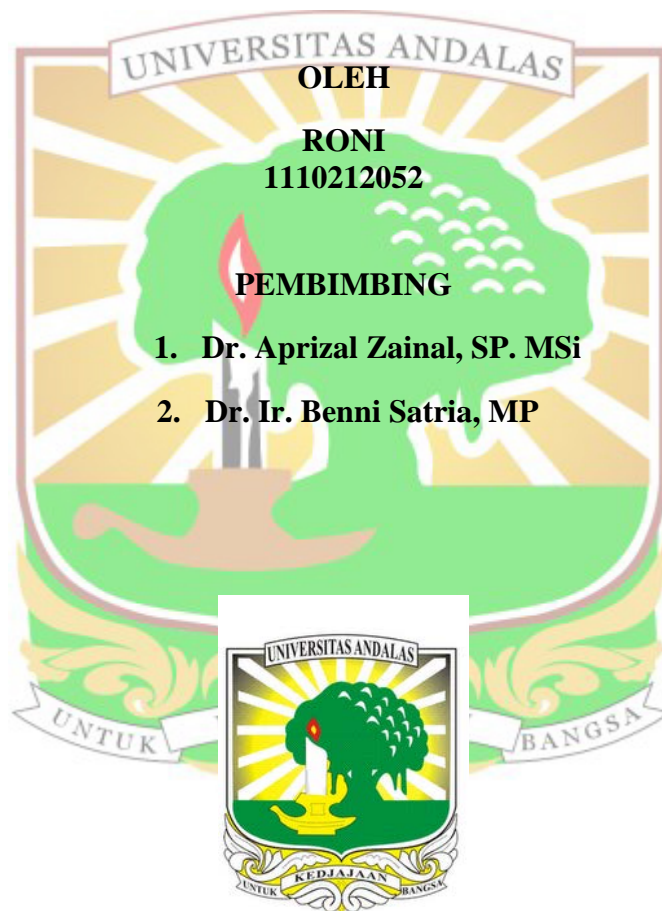 UNIVERSITAS ANDALAS
OLEH
RONI
1110212052
PEMBIMBING
1. Dr. Aprizal Zainal, SP. MSi
2. Dr. Ir. Benni Satria, MP
UNIVERSITAS ANDALAS
UNTUK BANGSA
UNTUK KEDJAJAAN BANGSA